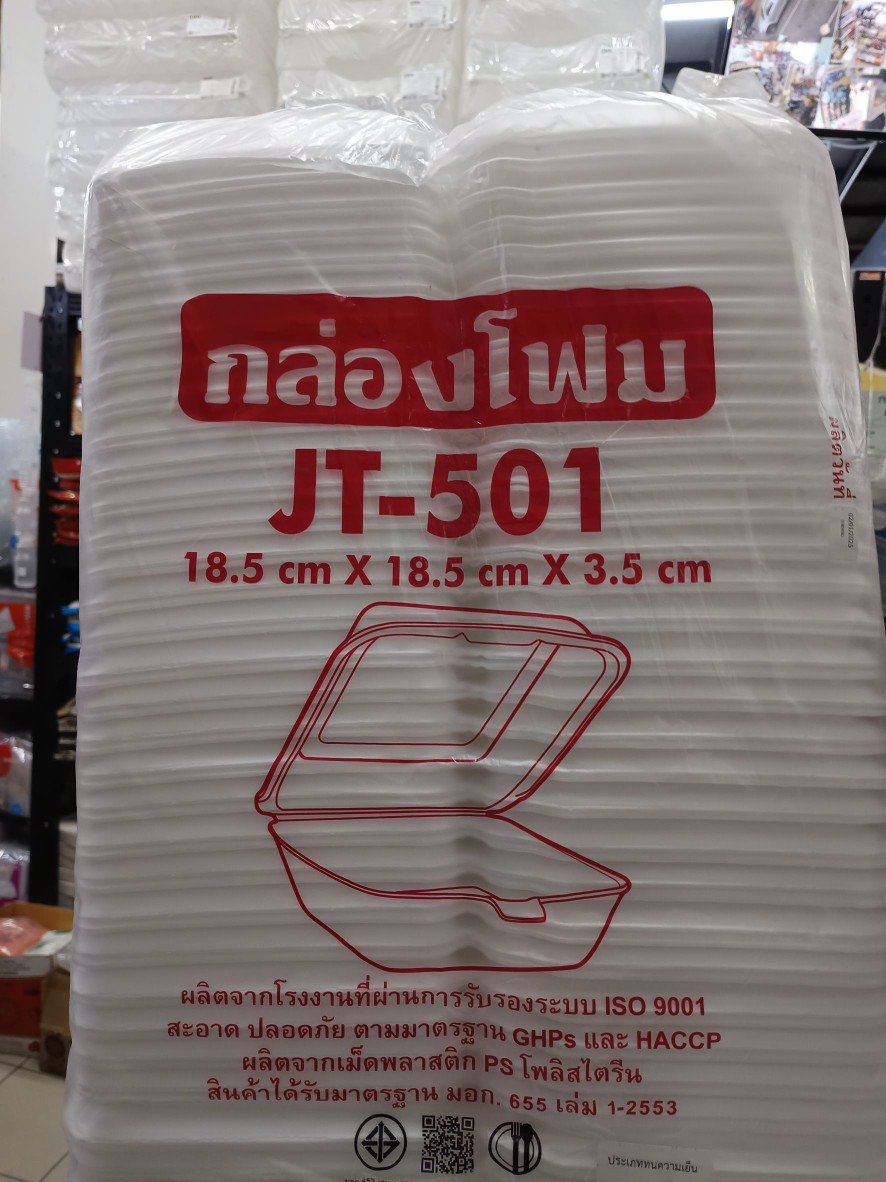 กล่องโฟม
JT-501
18.5 cm X 18.5 cm X 3.5 cm
ผลิตจากโรงงานที่ผ่านการรับรองระบบ ISO 9001
สะอาด ปลอดภัย ตามมาตรฐาน GHPs และ HACCP
ผลิตจากเม็ดพลาสติก PS โพลิสไตรีน
สินค้าได้รับมาตรฐาน มอก. 655 เล่ม 1-2553
ประเภททนความเย็น
ผลิตวันที่